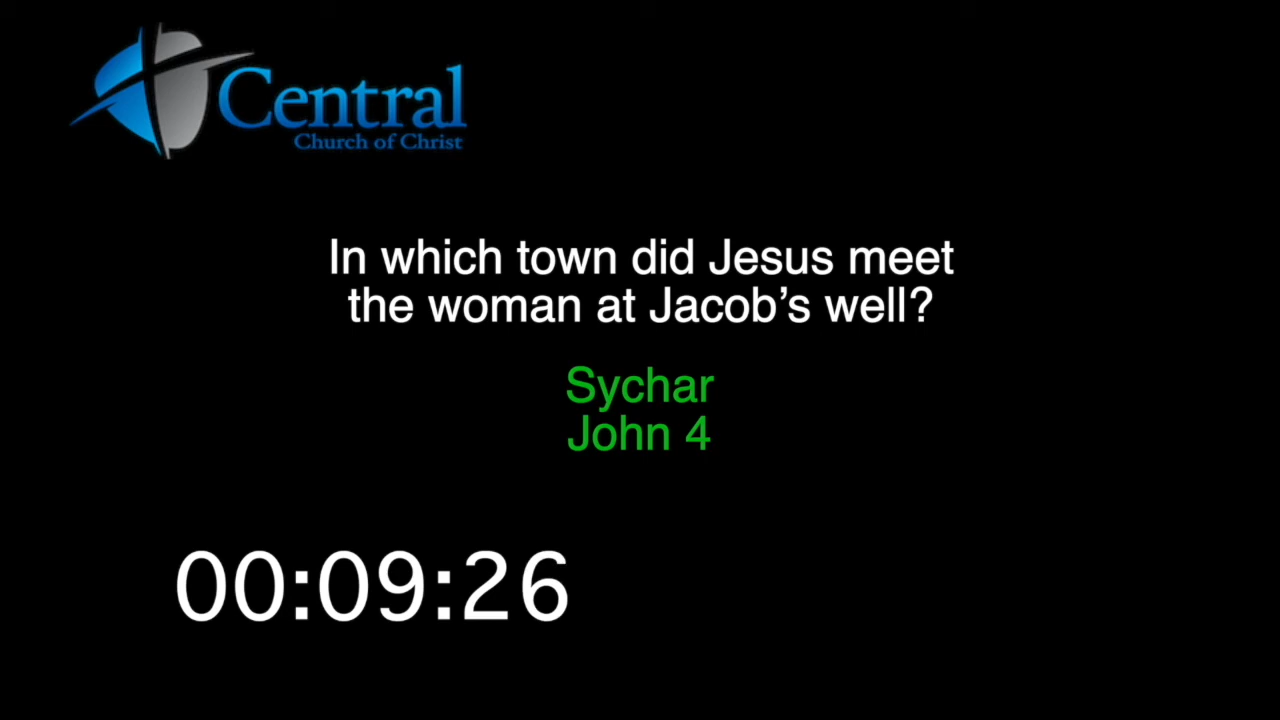 Central
Church of Christ
In which town did Jesus meet
the woman at Jacob’s well?
Sychar
John 4
00:09:26